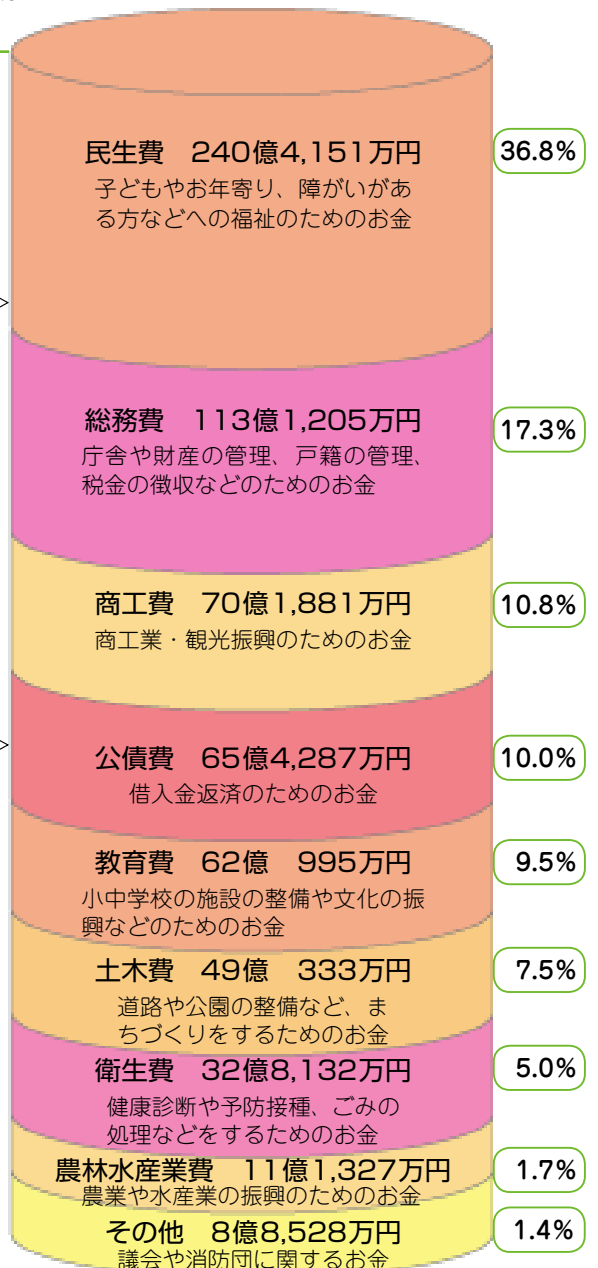 民生費　240億4,151万円
36.8%
子どもやお年寄り、障がいがあ
る方などへの福祉のためのお金
総務費　113億1,205万円
17.3%
庁舎や財産の管理、戸籍の管理、
税金の徴収などのためのお金
商工費　70億1,881万円
10.8%
商工業・観光振興のためのお金
公債費　65億4,287万円
10.0%
借入金返済のためのお金
教育費　62億　995万円
9.5%
小中学校の施設の整備や文化の振
興などのためのお金
土木費　49億　333万円
7.5%
道路や公園の整備など、ま
ちづくりをするためのお金
衛生費　32億8,132万円
5.0%
健康診断や予防接種、ごみの
処理などをするためのお金
農林水産業費　11億1,327万円
1.7%
農業や水産業の振興のためのお金
その他　8億8,528万円
1.4%
議会や消防団に関するお金